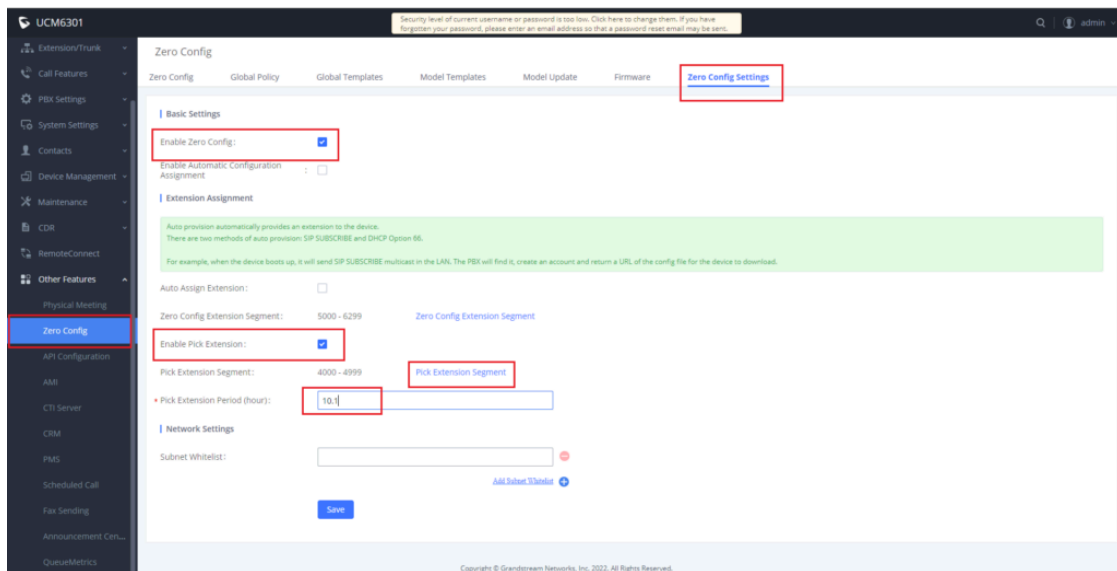 UCM6301
Security level of current username or password is too low. Click here to change them. If you have
forgotten your password, please enter an email address so that a password reset email may be sent.
admin
Extension/Trunk
Call Features
PBX Settings
System Settings
Contacts
Device Management
Maintenance
CDR
RemoteConnect
Other Features
Physical Meeting
Zero Config
API Configuration
AMI
CTI Server
CRM
PMS
Scheduled Call
Fax Sending
Announcement Cen...
QueueMetrics
Zero Config
Zero Config Global Policy Global Templates Model Templates Model Update Firmware Zero Config Settings
Basic Settings
Enable Zero Config :
Enable Automatic Configuration
Assignment :
Extension Assignment
Auto provision automatically provides an extension to the device.
There are two methods of auto provision: SIP SUBSCRIBE and DHCP Option 66.
For example, when the device boots up, it will send SIP SUBSCRIBE multicast in the LAN. The PBX will find it, create an account and return a URL of the config file for the device to download.
Auto Assign Extension :
Zero Config Extension Segment : 5000 - 6299 Zero Config Extension Segment
Enable Pick Extension :
Pick Extension Segment : 4000 - 4999 Pick Extension Segment
* Pick Extension Period (hour) : 10.1
Network Settings
Subnet Whitelist :
Add Subnet Whitelist
Save
Copyright © Grandstream Networks, Inc. 2022. All Rights Reserved.